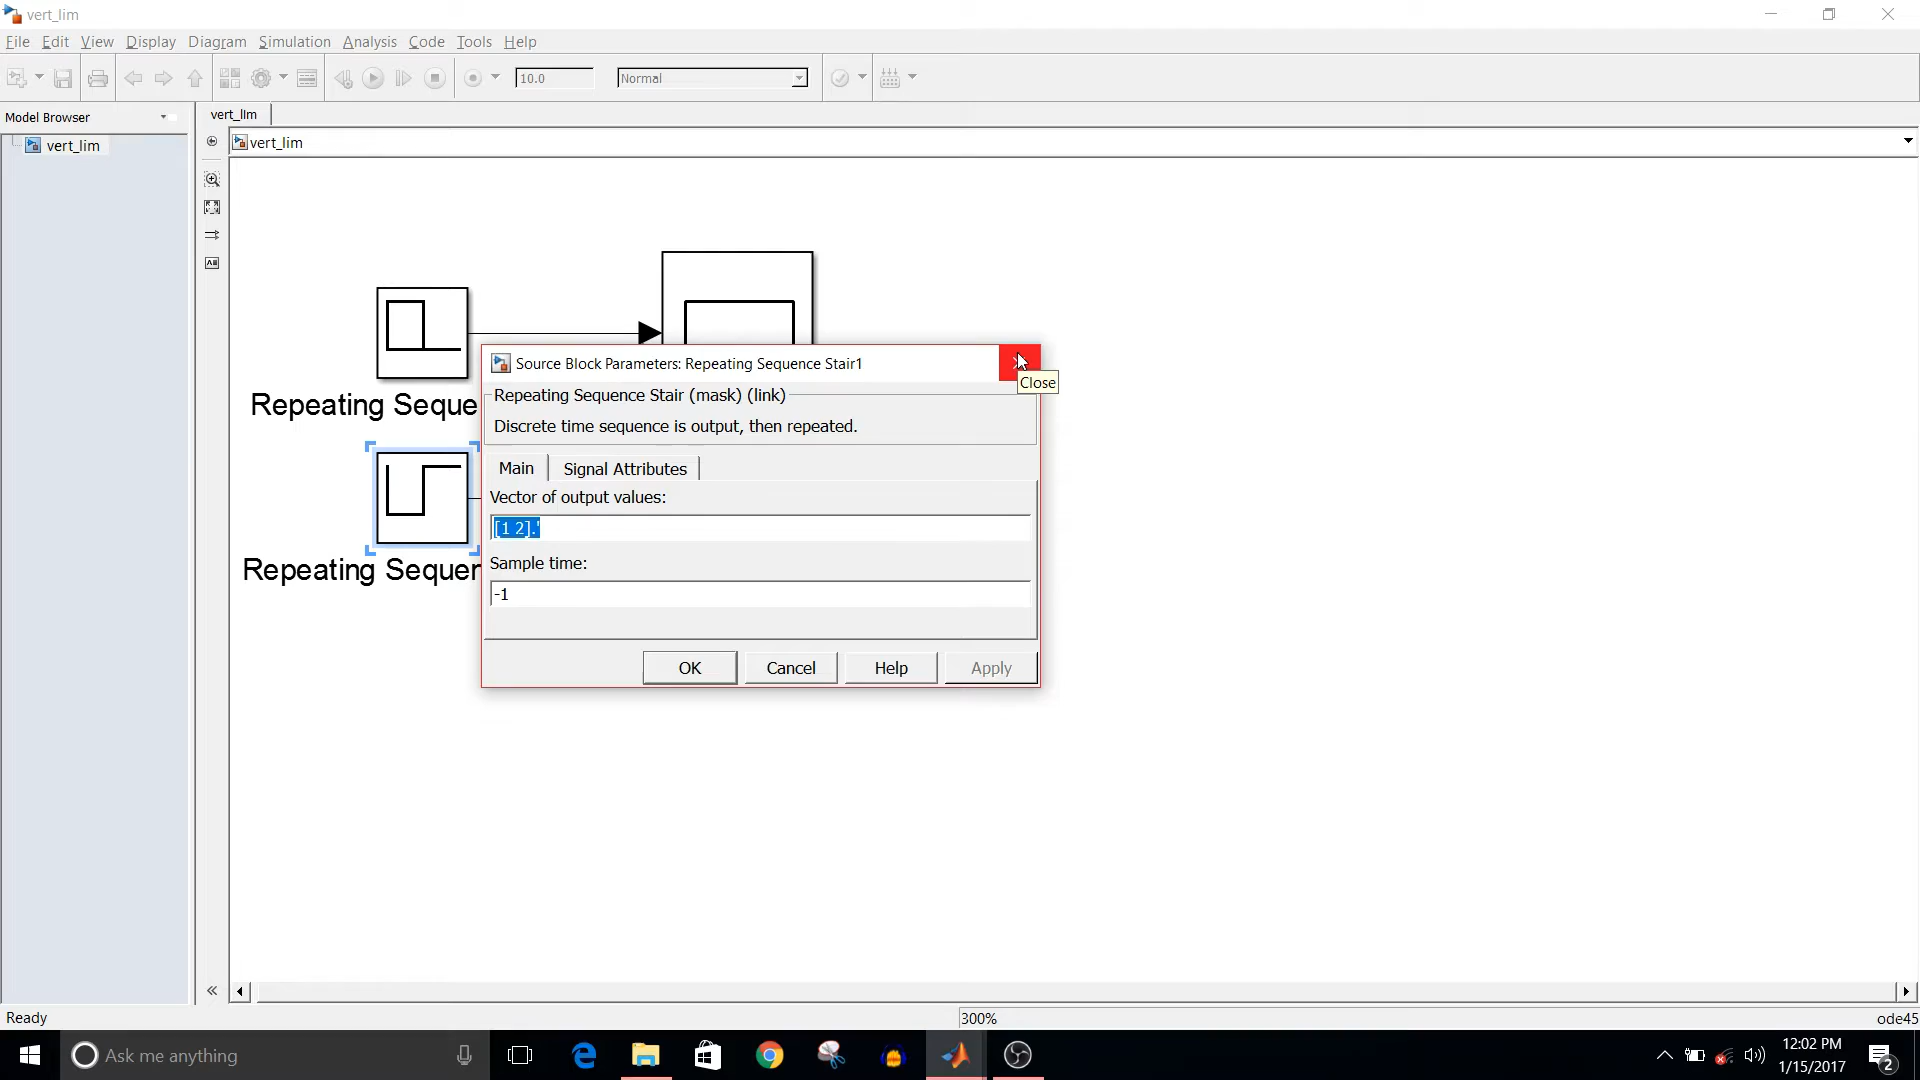 vert_lim
File Edit View Display Diagram Simulation Analysis Code Tools Help
10.0
Normal
Model Browser
vert_lim
vert_lim
vert_lim
Repeating Seque
Repeating Sequer
Source Block Parameters: Repeating Sequence Stair1
Close
Repeating Sequence Stair (mask) (link)
Discrete time sequence is output, then repeated.
Main
Signal Attributes
Vector of output values:
[1 2].'
Sample time:
-1
OK
Cancel
Help
Apply
Ready
300%
ode45
Ask me anything
12:02 PM
1/15/2017
2